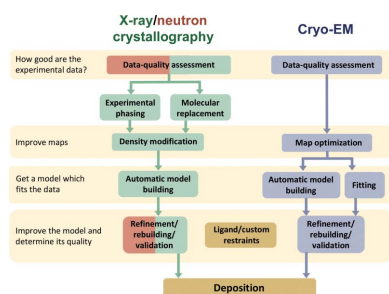 X-ray/neutron
crystallography
Cryo-EM
How good are the
experimental data?
Data-quality assessment
Data-quality assessment
Experimental
phasing
Molecular
replacement
Improve maps
Density modification
Map optimization
Get a model which
fits the data
Automatic model
building
Automatic model
building
Fitting
Improve the model and
determine its quality
Refinement/
rebuilding/
validation
Ligand/custom
restraints
Refinement/
rebuilding/
validation
Deposition